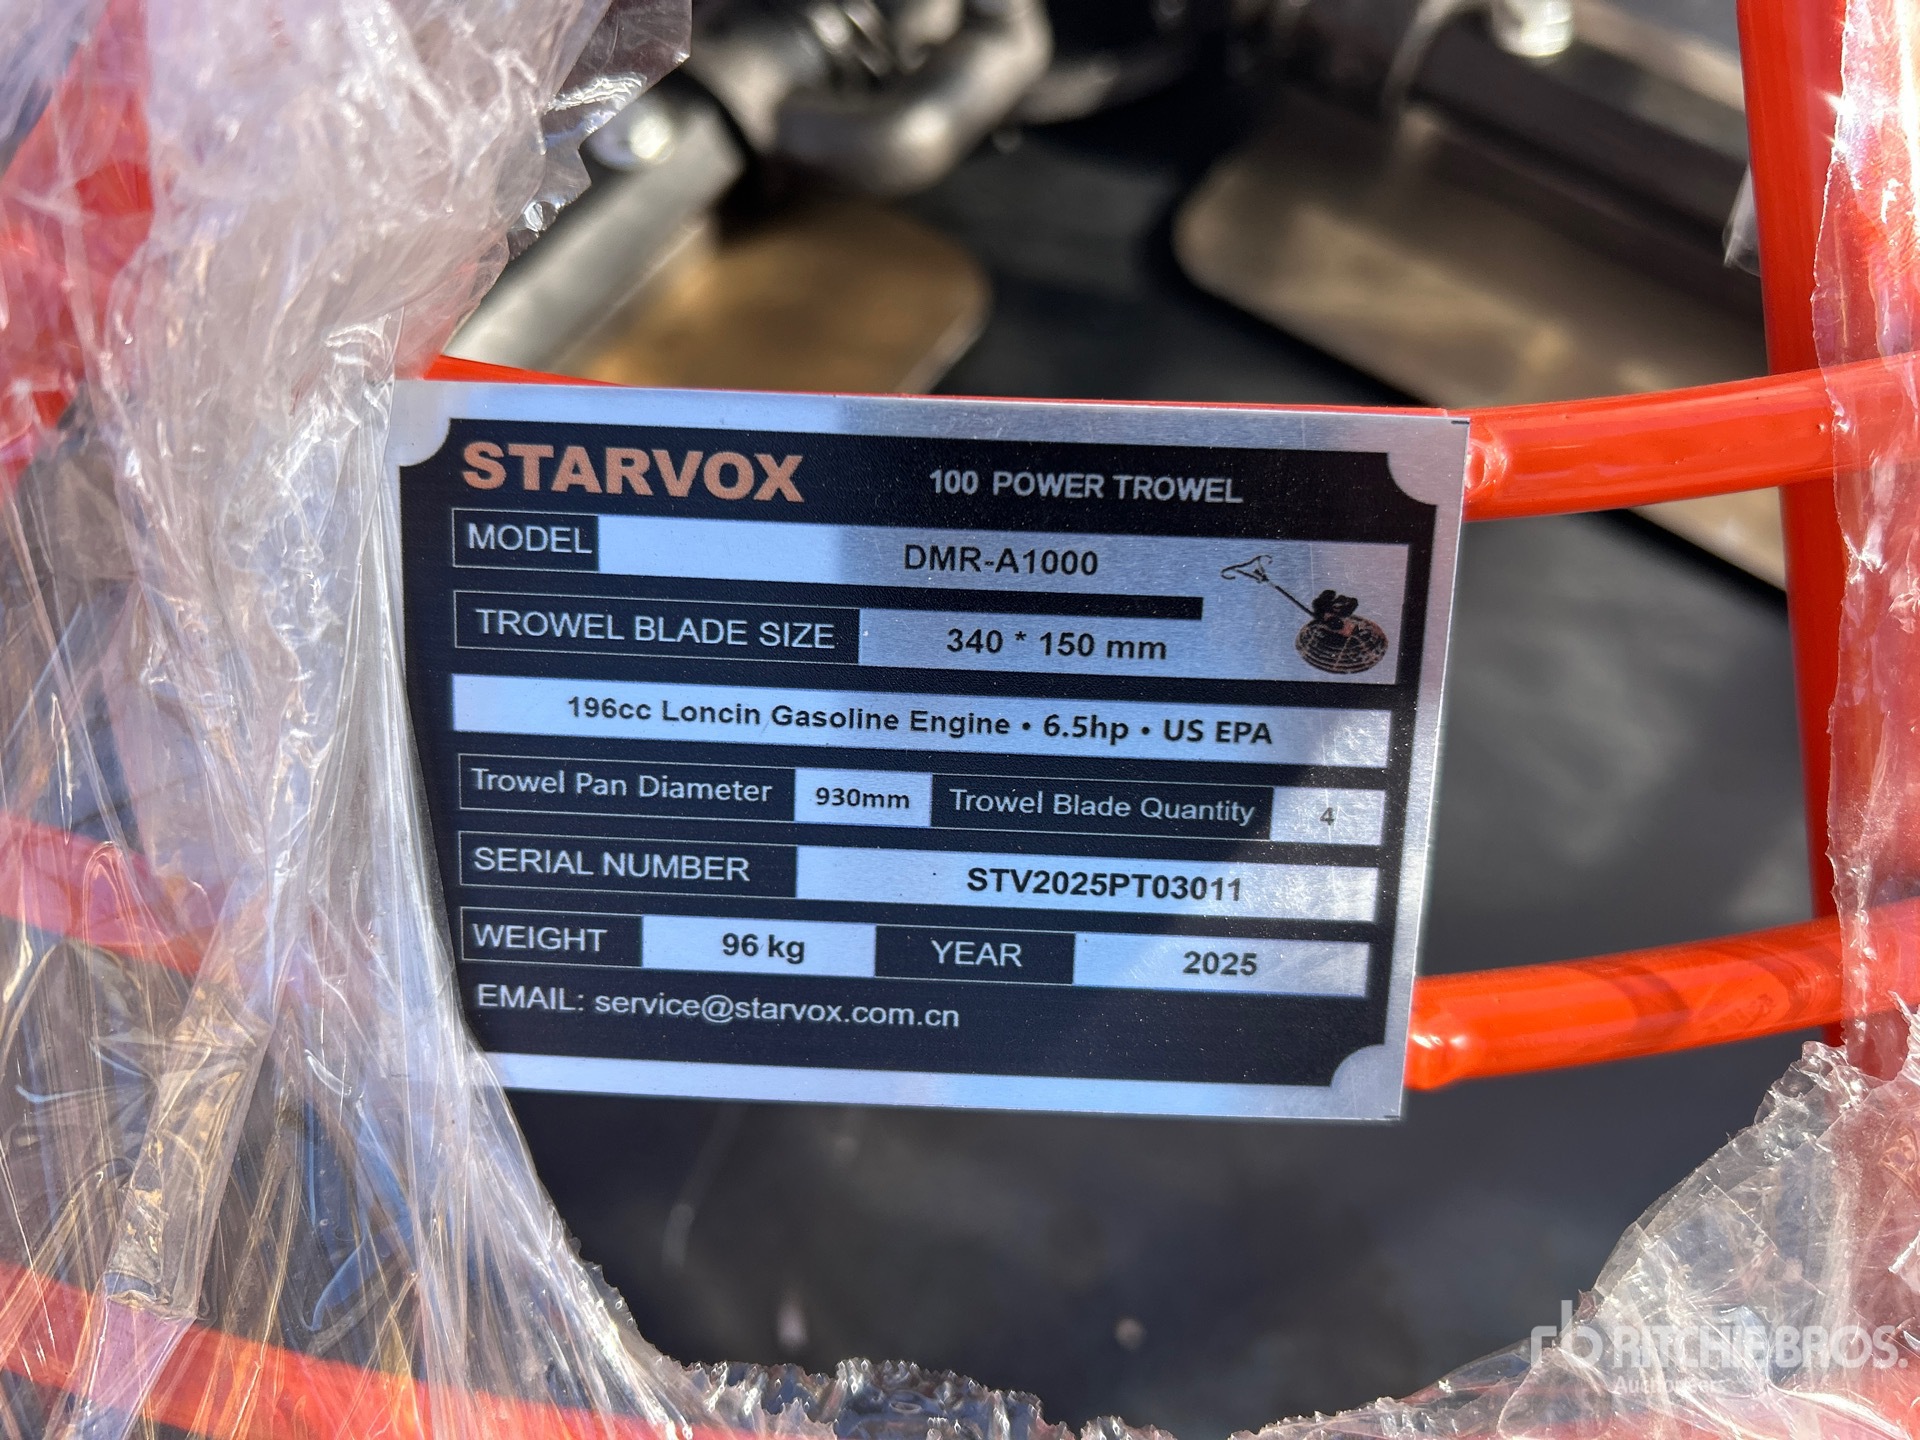 STARVOX 100 POWER TROWEL
MODEL DMR-A1000
TROWEL BLADE SIZE 340 * 150 mm
196cc Loncin Gasoline Engine • 6.5hp • US EPA
Trowel Pan Diameter 930mm Trowel Blade Quantity 4
SERIAL NUMBER STV2025PT03011
WEIGHT 96 kg YEAR 2025
EMAIL: service@starvox.com.cn
rb RITCHIE BROS.
Auctioneers